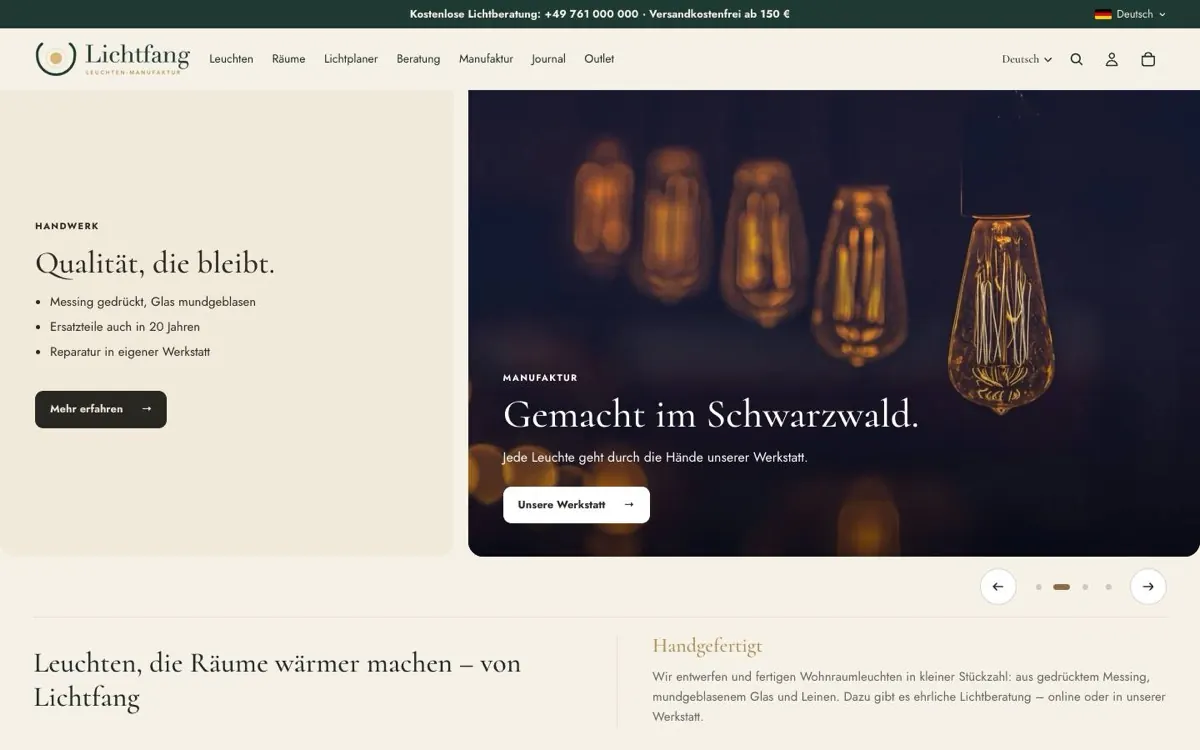 Kostenlose Lichtberatung: +49 761 000 000 · Versandkostenfrei ab 150 €
Deutsch
Lichtfang
LEUCHTEN-MANUFAKTUR
Leuchten
Räume
Lichtplaner
Beratung
Manufaktur
Journal
Outlet
Deutsch
HANDWERK
Qualität, die bleibt.
• Messing gedrückt, Glas mundgeblasen
• Ersatzteile auch in 20 Jahren
• Reparatur in eigener Werkstatt
Mehr erfahren →
MANUFAKTUR
Gemacht im Schwarzwald.
Jede Leuchte geht durch die Hände unserer Werkstatt.
Unsere Werkstatt →
Leuchten, die Räume wärmer machen – von
Lichtfang
Handgefertigt
Wir entwerfen und fertigen Wohnraumleuchten in kleiner Stückzahl: aus gedrücktem Messing,
mundgeblasenem Glas und Leinen. Dazu gibt es ehrliche Lichtberatung – online oder in unserer
Werkstatt.